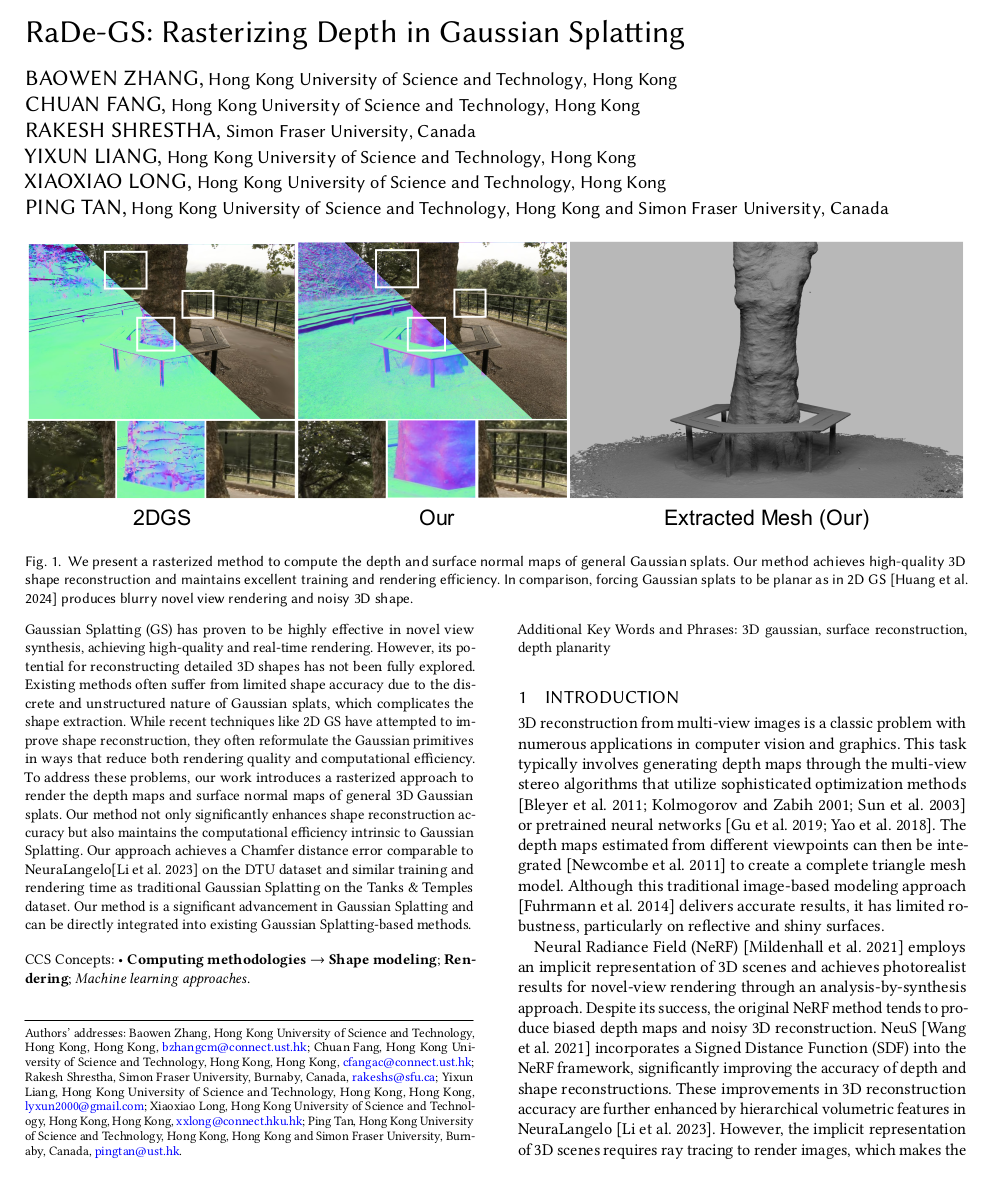 RaDe-GS: Rasterizing Depth in Gaussian Splatting
BAOWEN ZHANG, Hong Kong University of Science and Technology, Hong Kong
CHUAN FANG, Hong Kong University of Science and Technology, Hong Kong
RAKESH SHRESTHA, Simon Fraser University, Canada
YIXUN LIANG, Hong Kong University of Science and Technology, Hong Kong
XIAOXIAO LONG, Hong Kong University of Science and Technology, Hong Kong
PING TAN, Hong Kong University of Science and Technology, Hong Kong and Simon Fraser University, Canada
2DGS
Our
Extracted Mesh (Our)
Fig. 1. We present a rasterized method to compute the depth and surface normal maps of general Gaussian splats. Our method achieves high-quality 3D
shape reconstruction and maintains excellent training and rendering efficiency. In comparison, forcing Gaussian splats to be planar as in 2D GS [Huang et al.
2024] produces blurry novel view rendering and noisy 3D shape.
Gaussian Splatting (GS) has proven to be highly effective in novel view
synthesis, achieving high-quality and real-time rendering. However, its po-
tential for reconstructing detailed 3D shapes has not been fully explored.
Existing methods often suffer from limited shape accuracy due to the dis-
crete and unstructured nature of Gaussian splats, which complicates the
shape extraction. While recent techniques like 2D GS have attempted to im-
prove shape reconstruction, they often reformulate the Gaussian primitives
in ways that reduce both rendering quality and computational efficiency.
To address these problems, our work introduces a rasterized approach to
render the depth maps and surface normal maps of general 3D Gaussian
splats. Our method not only significantly enhances shape reconstruction ac-
curacy but also maintains the computational efficiency intrinsic to Gaussian
Splatting. Our approach achieves a Chamfer distance error comparable to
NeuraLangelo[Li et al. 2023] on the DTU dataset and similar training and
rendering time as traditional Gaussian Splatting on the Tanks & Temples
dataset. Our method is a significant advancement in Gaussian Splatting and
can be directly integrated into existing Gaussian Splatting-based methods.
CCS Concepts: • Computing methodologies → Shape modeling; Ren-
dering; Machine learning approaches.
Authors' addresses: Baowen Zhang, Hong Kong University of Science and Technology,
Hong Kong, Hong Kong, bzhangcm@connect.ust.hk; Chuan Fang, Hong Kong Uni-
versity of Science and Technology, Hong Kong, Hong Kong, cfangac@connect.ust.hk;
Rakesh Shrestha, Simon Fraser University, Burnaby, Canada, rakeshs@sfu.ca; Yixun
Liang, Hong Kong University of Science and Technology, Hong Kong, Hong Kong,
lyxun2000@gmail.com; Xiaoxiao Long, Hong Kong University of Science and Technol-
ogy, Hong Kong, Hong Kong, xxlong@connect.hku.hk; Ping Tan, Hong Kong University
of Science and Technology, Hong Kong, Hong Kong and Simon Fraser University, Burn-
aby, Canada, pingtan@ust.hk.
Additional Key Words and Phrases: 3D gaussian, surface reconstruction,
depth planarity
1 INTRODUCTION
3D reconstruction from multi-view images is a classic problem with
numerous applications in computer vision and graphics. This task
typically involves generating depth maps through the multi-view
stereo algorithms that utilize sophisticated optimization methods
[Bleyer et al. 2011; Kolmogorov and Zabih 2001; Sun et al. 2003]
or pretrained neural networks [Gu et al. 2019; Yao et al. 2018]. The
depth maps estimated from different viewpoints can then be inte-
grated [Newcombe et al. 2011] to create a complete triangle mesh
model. Although this traditional image-based modeling approach
[Fuhrmann et al. 2014] delivers accurate results, it has limited ro-
bustness, particularly on reflective and shiny surfaces.
Neural Radiance Field (NeRF) [Mildenhall et al. 2021] employs
an implicit representation of 3D scenes and achieves photorealist
results for novel-view rendering through an analysis-by-synthesis
approach. Despite its success, the original NeRF method tends to pro-
duce biased depth maps and noisy 3D reconstruction. NeuS [Wang
et al. 2021] incorporates a Signed Distance Function (SDF) into the
NeRF framework, significantly improving the accuracy of depth and
shape reconstructions. These improvements in 3D reconstruction
accuracy are further enhanced by hierarchical volumetric features in
NeuraLangelo [Li et al. 2023]. However, the implicit representation
of 3D scenes requires ray tracing to render images, which makes the